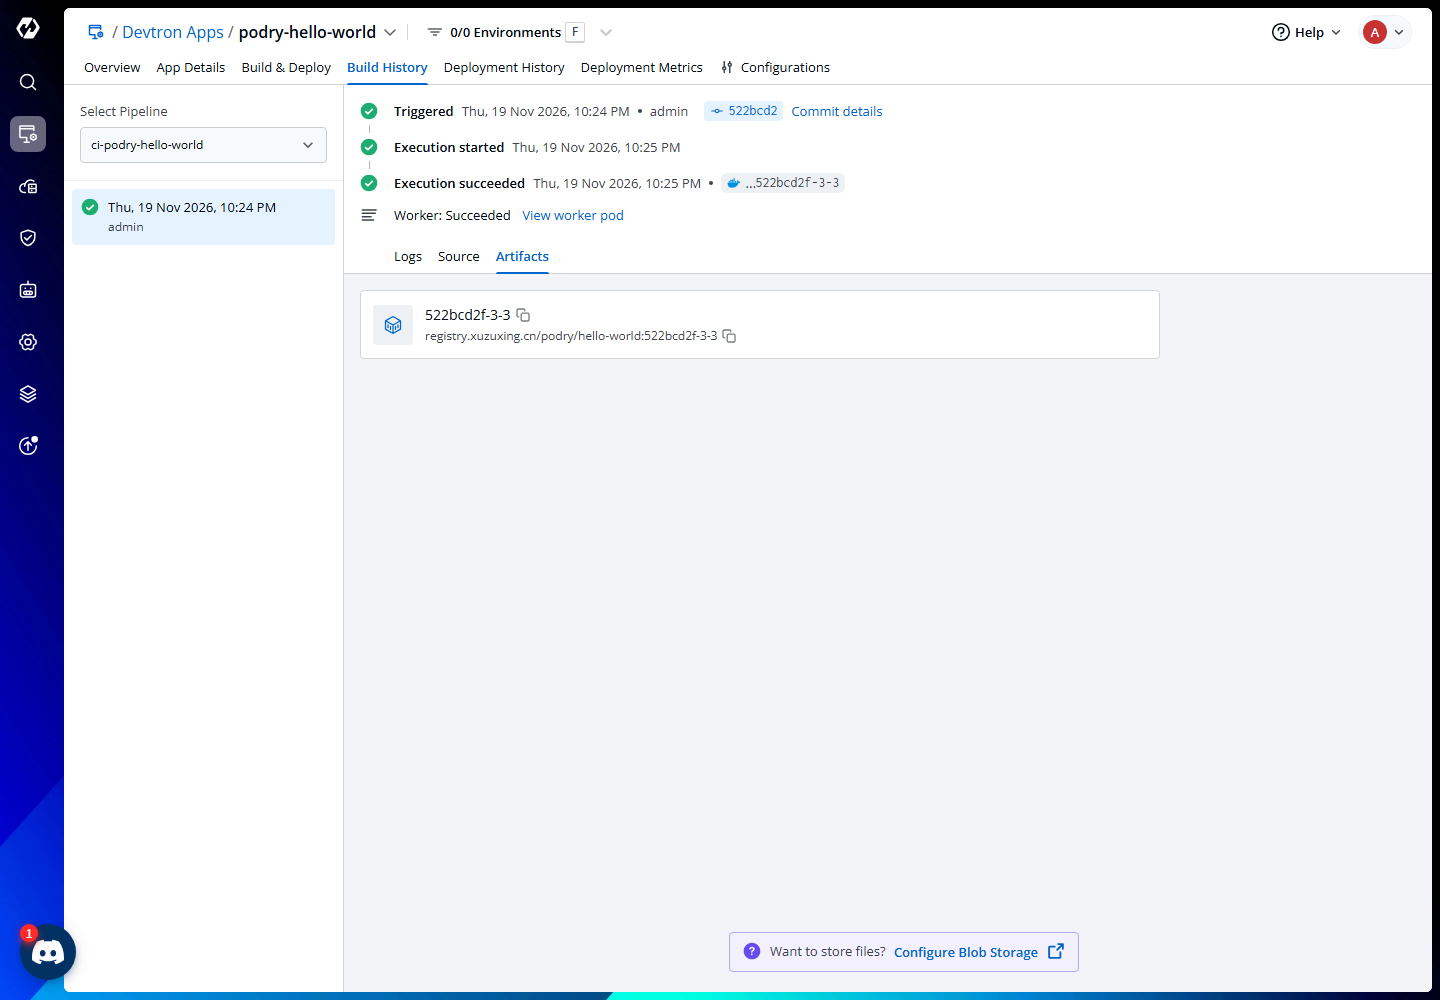 / Devtron Apps / podry-hello-world
0/0 Environments F
Help
A
Overview App Details Build & Deploy Build History Deployment History Deployment Metrics Configurations
Select Pipeline
ci-podry-hello-world
Thu, 19 Nov 2026, 10:24 PM
admin
Triggered Thu, 19 Nov 2026, 10:24 PM • admin 522bcd2 Commit details
Execution started Thu, 19 Nov 2026, 10:25 PM
Execution succeeded Thu, 19 Nov 2026, 10:25 PM • ...522bcd2f-3-3
Worker: Succeeded View worker pod
Logs Source Artifacts
522bcd2f-3-3
registry.xuzuxing.cn/podry/hello-world:522bcd2f-3-3
1
? Want to store files? Configure Blob Storage